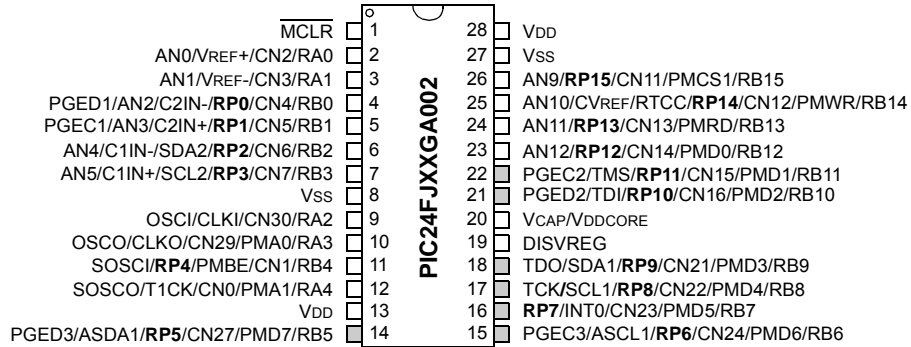 MCLR 1 28 VDD
AN0/VREF+/CN2/RA0 2 27 VSS
AN1/VREF-/CN3/RA1 3 26 AN9/RP15/CN11/PMCS1/RB15
PGED1/AN2/C2IN-/RP0/CN4/RB0 4 25 AN10/CVREF/RTCC/RP14/CN12/PMWR/RB14
PGEC1/AN3/C2IN+/RP1/CN5/RB1 5 24 AN11/RP13/CN13/PMRD/RB13
AN4/C1IN-/SDA2/RP2/CN6/RB2 6 23 AN12/RP12/CN14/PMD0/RB12
AN5/C1IN+/SCL2/RP3/CN7/RB3 7 22 PGEC2/TMS/RP11/CN15/PMD1/RB11
VSS 8 21 PGED2/TDI/RP10/CN16/PMD2/RB10
OSCI/CLKI/CN30/RA2 9 20 VCAP/VDDCORE
OSCO/CLKO/CN29/PMA0/RA3 10 19 DISVREG
SOSCI/RP4/PMBE/CN1/RB4 11 18 TDO/SDA1/RP9/CN21/PMD3/RB9
SOSCO/T1CK/CN0/PMA1/RA4 12 17 TCK/SCL1/RP8/CN22/PMD4/RB8
VDD 13 16 RP7/INT0/CN23/PMD5/RB7
PGED3/ASDA1/RP5/CN27/PMD7/RB5 14 15 PGEC3/ASCL1/RP6/CN24/PMD6/RB6
PIC24FJXXGA002